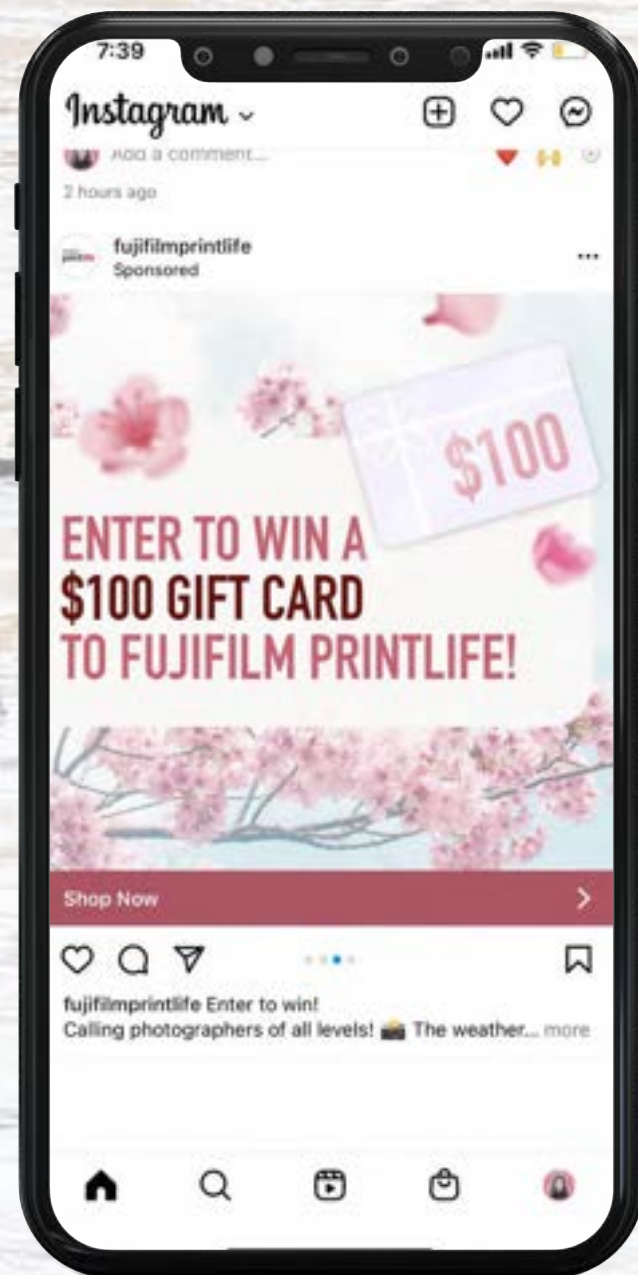 7:39
Instagram
Add a comment...
2 hours ago
fujifilmprintlife
Sponsored
$100
ENTER TO WIN A
$100 GIFT CARD
TO FUJIFILM PRINTLIFE!
Shop Now
fujifilmprintlife Enter to win!
Calling photographers of all levels! 📸 The weather... more